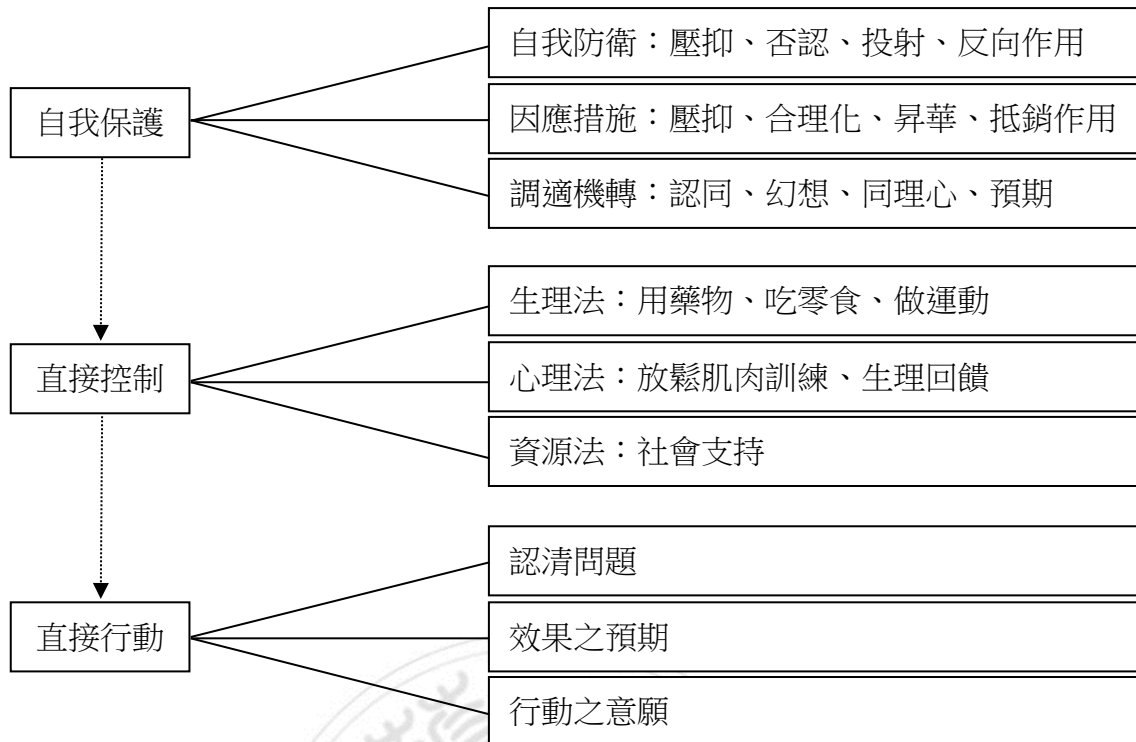 自我保護
自我防衛：壓抑、否認、投射、反向作用
因應措施：壓抑、合理化、昇華、抵銷作用
調適機轉：認同、幻想、同理心、預期
直接控制
生理法：用藥物、吃零食、做運動
心理法：放鬆肌肉訓練、生理回饋
資源法：社會支持
直接行動
認清問題
效果之預期
行動之意願